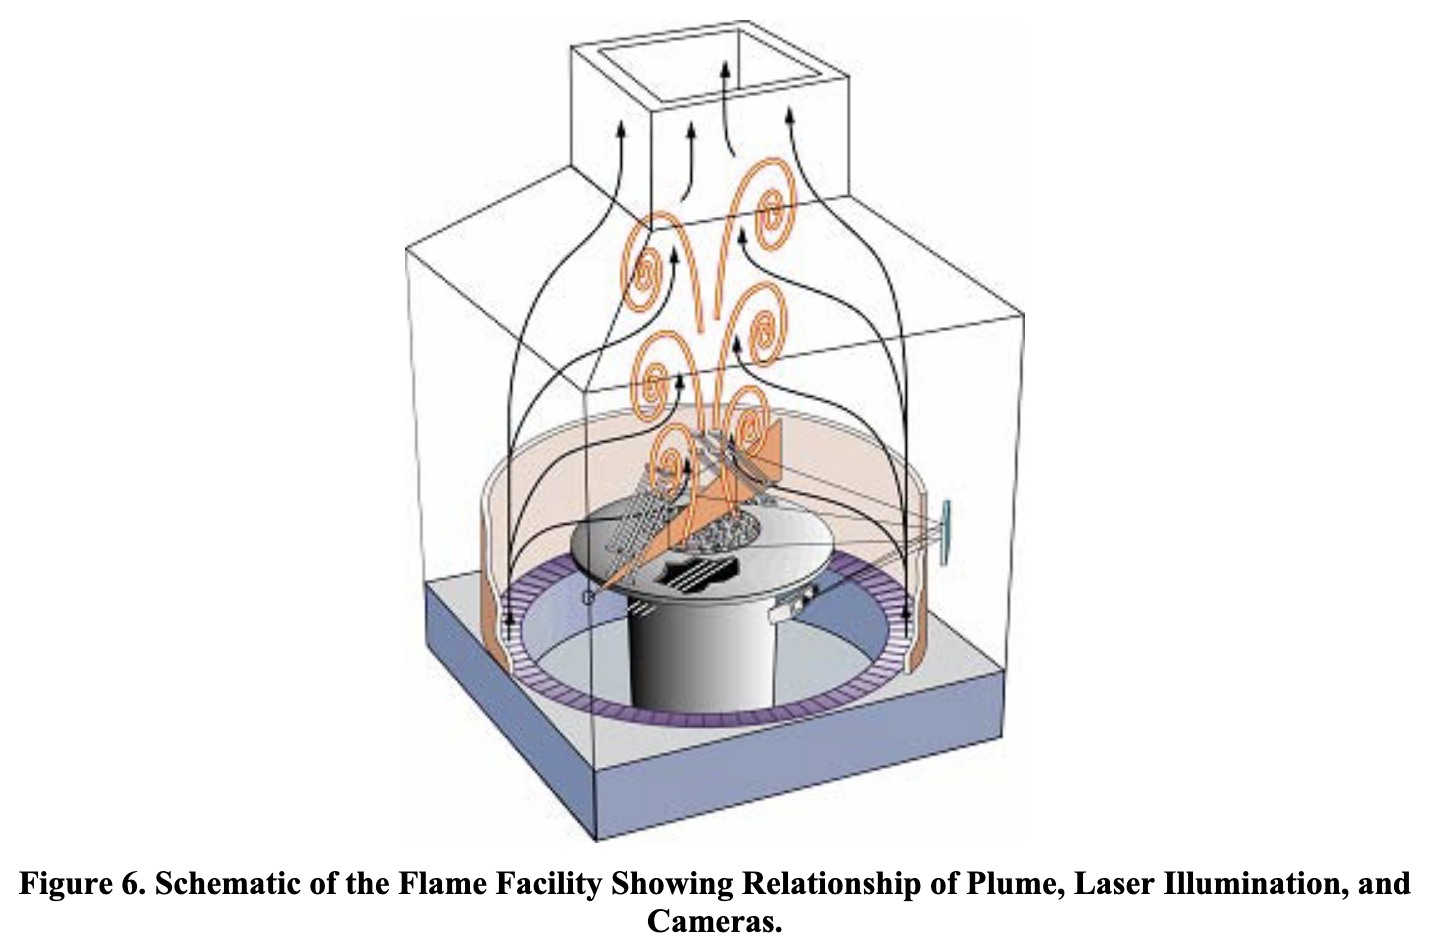 Figure 6. Schematic of the Flame Facility Showing Relationship of Plume, Laser Illumination, and
Cameras.